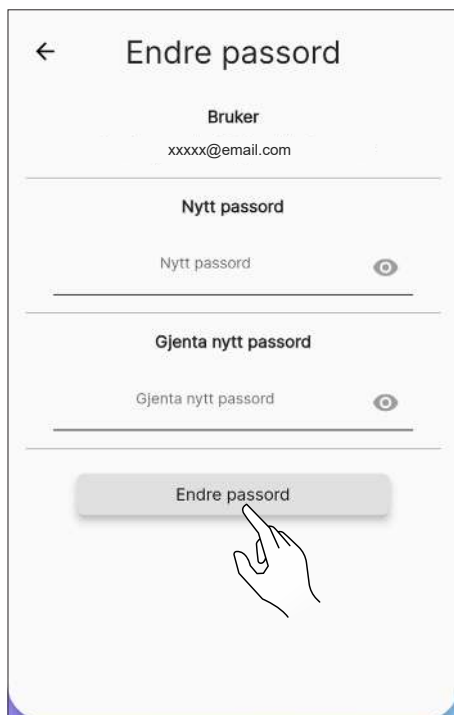 Endre passord
Bruker
xxxxx@email.com
Nytt passord
Nytt passord
Gjenta nytt passord
Gjenta nytt passord
Endre passord